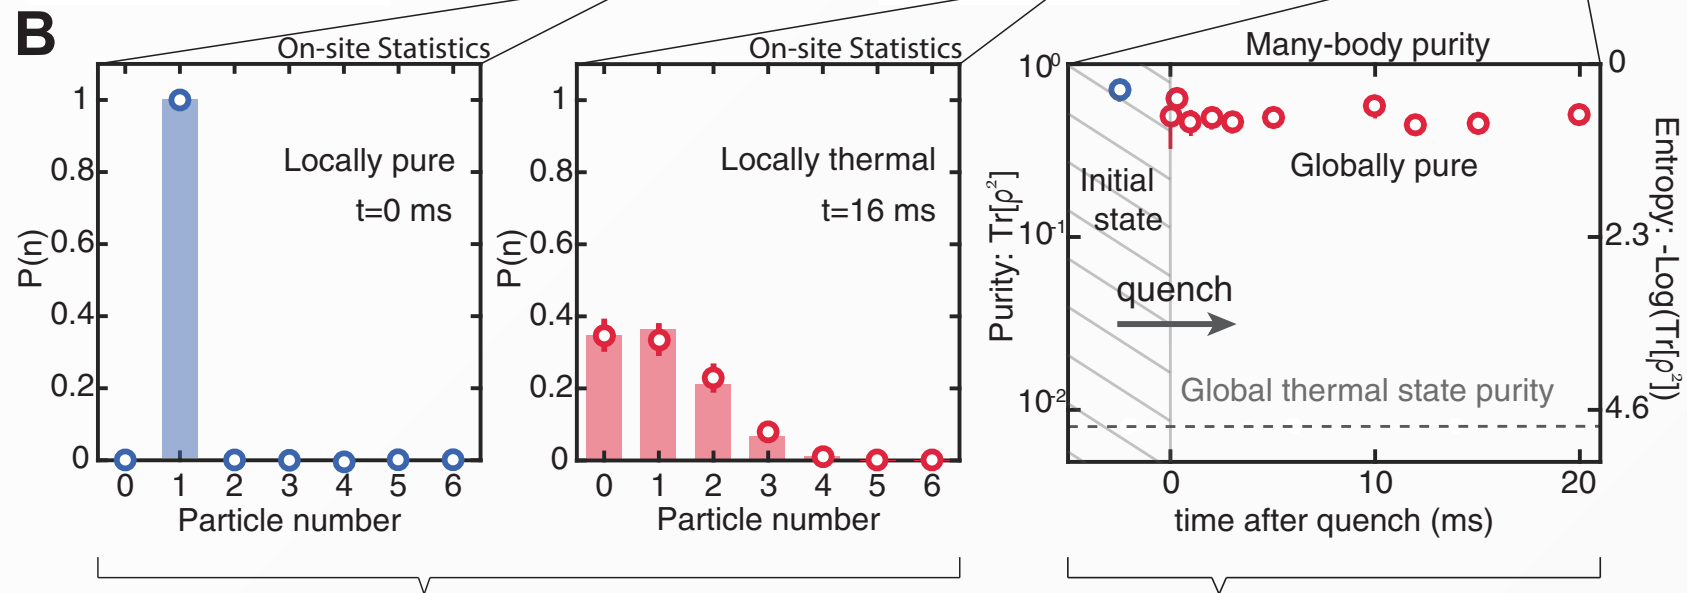 B
On-site Statistics
1
0.8
0.6
0.4
0.2
0
P(n)
Locally pure
t=0 ms
0 1 2 3 4 5 6
Particle number
On-site Statistics
1
0.8
0.6
0.4
0.2
0
P(n)
Locally thermal
t=16 ms
0 1 2 3 4 5 6
Particle number
Many-body purity
10⁰
10⁻¹
10⁻²
Purity: Tr[ρ²]
Initial
state
quench
Globally pure
Global thermal state purity
0
2.3
4.6
Entropy: -Log(Tr[ρ²])
0 10 20
time after quench (ms)